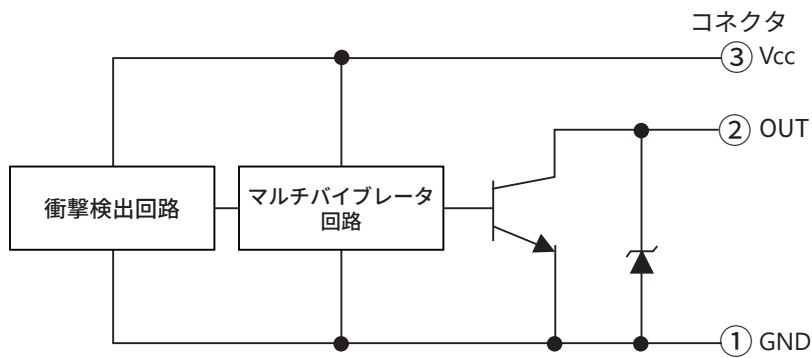 コネクタ
③ Vcc
② OUT
衝撃検出回路
マルチバイブレータ
回路
① GND